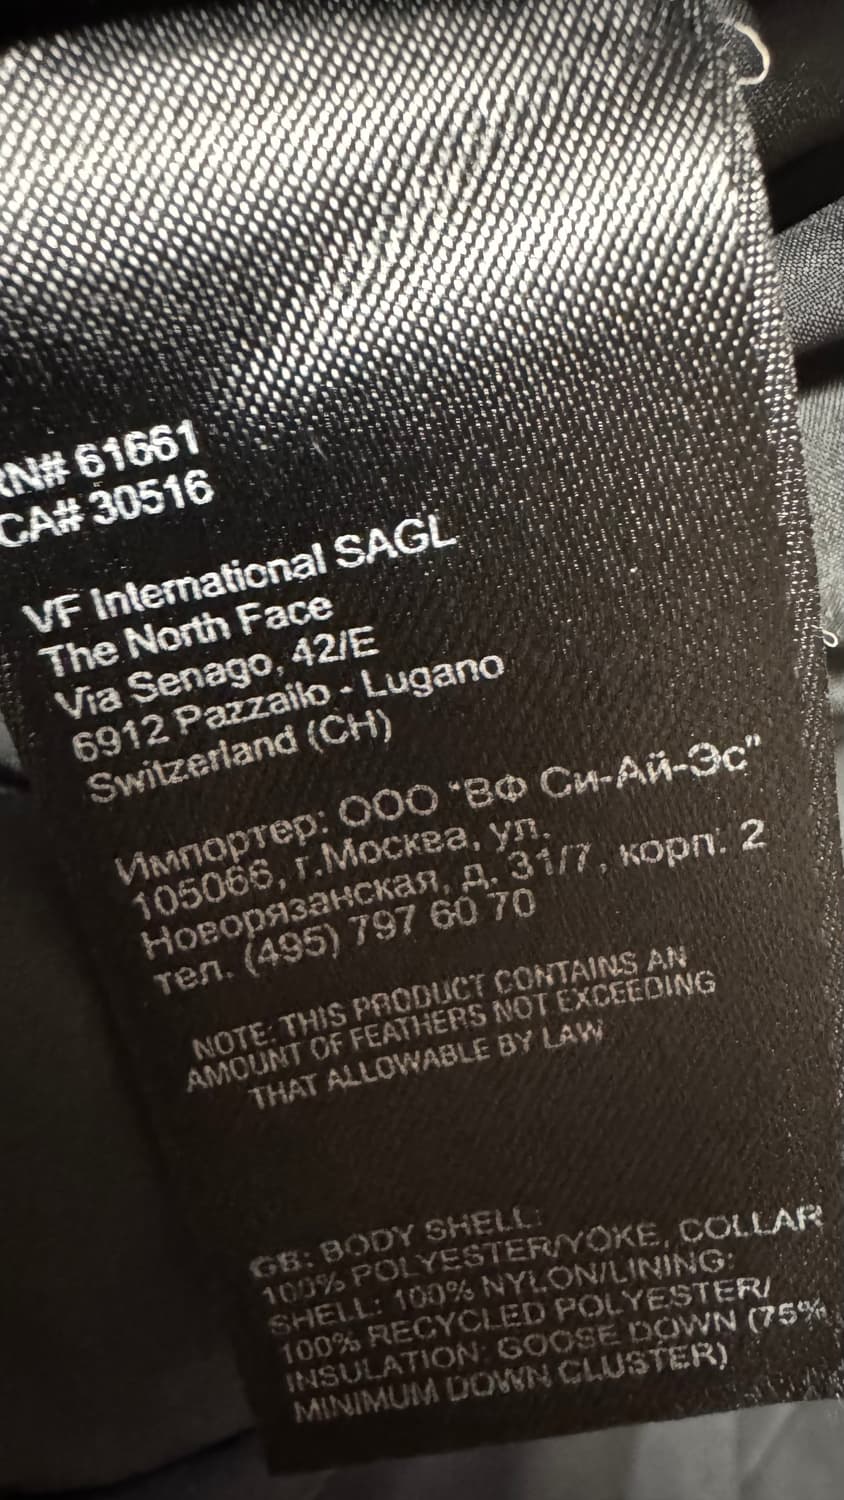 RN# 61661
CA# 30516
VF International SAGL
The North Face
Via Senago, 42/E
6912 Pazzallo - Lugano
Switzerland (CH)
Импортер: ООО "ВФ Си-Ай-Эс"
105066, г.Москва, ул.
Новорязанская, д. 31/7, корп. 2
тел. (495) 797 60 70
NOTE: THIS PRODUCT CONTAINS AN
AMOUNT OF FEATHERS NOT EXCEEDING
THAT ALLOWABLE BY LAW
GB: BODY SHELL:
100% POLYESTER/YOKE, COLLAR
SHELL: 100% NYLON/LINING:
100% RECYCLED POLYESTER/
INSULATION: GOOSE DOWN (75%
MINIMUM DOWN CLUSTER)